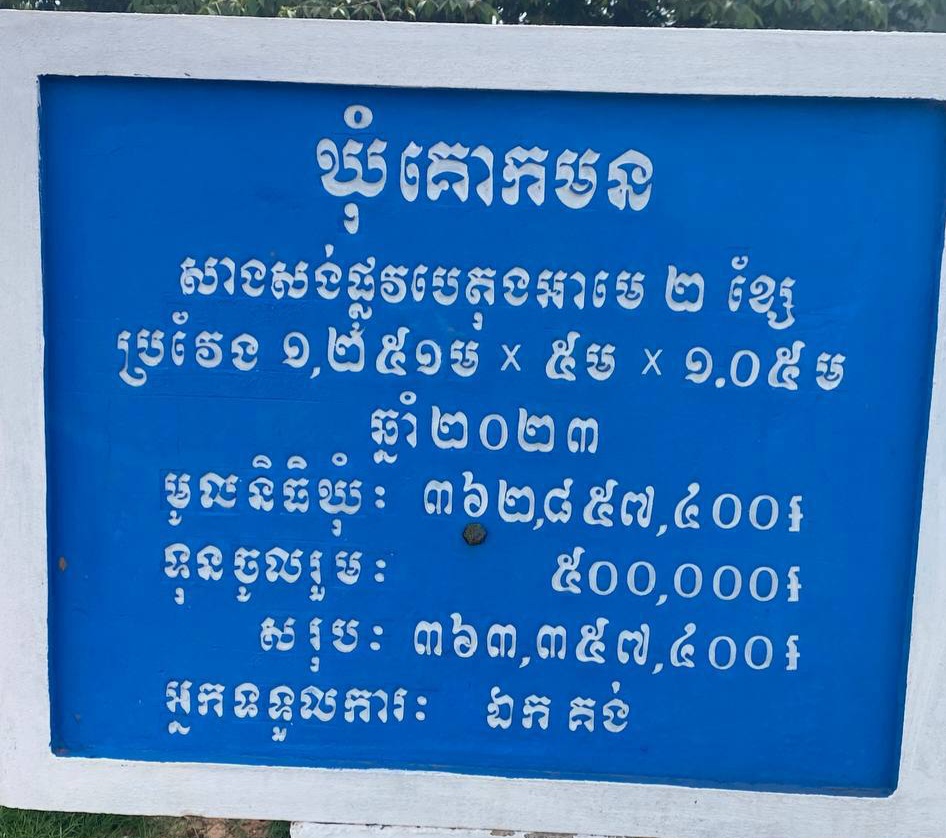 ឃុំគោកមន
សាងសង់ផ្លូវបេតុងអាមេ ២ ខ្សែ
ប្រវែង ១,២៥១ម x ៥ម x ១.០៥ម
ឆ្នាំ២០២៣
មូលនិធិឃុំ: ៣៦២,៨៥៧,៤០០៛
ទុនចូលរួម: ៥០០,០០០៛
សរុប: ៣៦៣,៣៥៧,៤០០៛
អ្នកទទួលការ: ឯក គង់